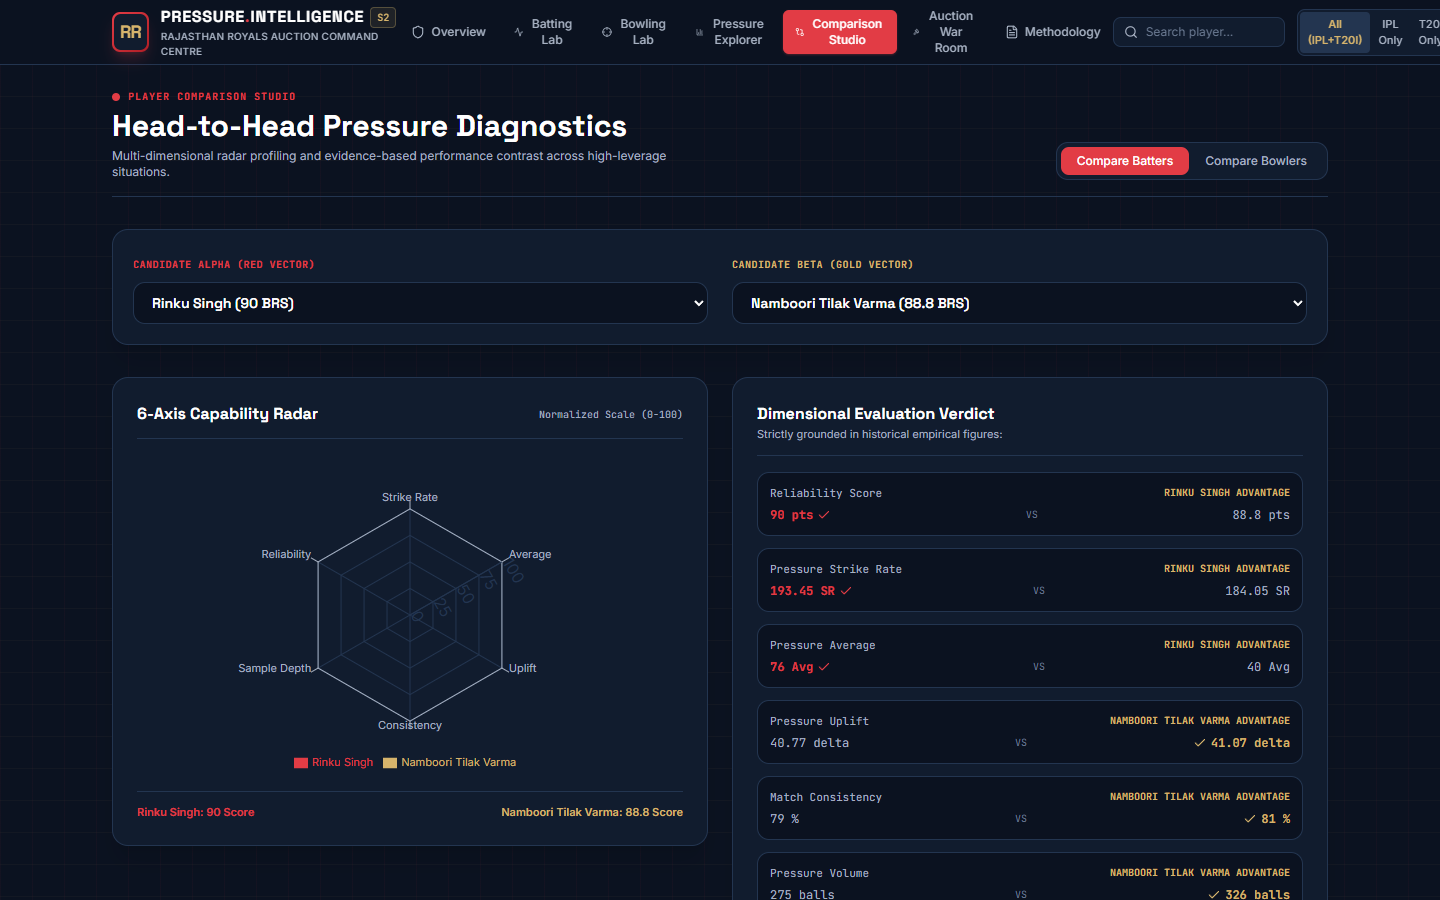 RR
PRESSURE.INTELLIGENCE S2
RAJASTHAN ROYALS AUCTION COMMAND
CENTRE
Overview
Batting
Lab
Bowling
Lab
Pressure
Explorer
Comparison
Studio
Auction
War
Room
Methodology
Search player...
All
(IPL+T20I)
IPL
Only
PLAYER COMPARISON STUDIO
Head-to-Head Pressure Diagnostics
Multi-dimensional radar profiling and evidence-based performance contrast across high-leverage
situations.
Compare Batters
Compare Bowlers
CANDIDATE ALPHA (RED VECTOR)
Rinku Singh (90 BRS)
CANDIDATE BETA (GOLD VECTOR)
Namboori Tilak Varma (88.8 BRS)
6-Axis Capability Radar
Normalized Scale (0-100)
Strike Rate
Reliability
Average
100
75
50
25
0
Sample Depth
Uplift
Consistency
Rinku Singh
Namboori Tilak Varma
Rinku Singh: 90 Score
Namboori Tilak Varma: 88.8 Score
Dimensional Evaluation Verdict
Strictly grounded in historical empirical figures:
Reliability Score
RINKU SINGH ADVANTAGE
90 pts ✓
VS
88.8 pts
Pressure Strike Rate
RINKU SINGH ADVANTAGE
193.45 SR ✓
VS
184.05 SR
Pressure Average
RINKU SINGH ADVANTAGE
76 Avg ✓
VS
40 Avg
Pressure Uplift
NAMBOORI TILAK VARMA ADVANTAGE
40.77 delta
VS
✓ 41.07 delta
Match Consistency
NAMBOORI TILAK VARMA ADVANTAGE
79 %
VS
✓ 81 %
Pressure Volume
NAMBOORI TILAK VARMA ADVANTAGE
275 balls
VS
✓ 326 balls